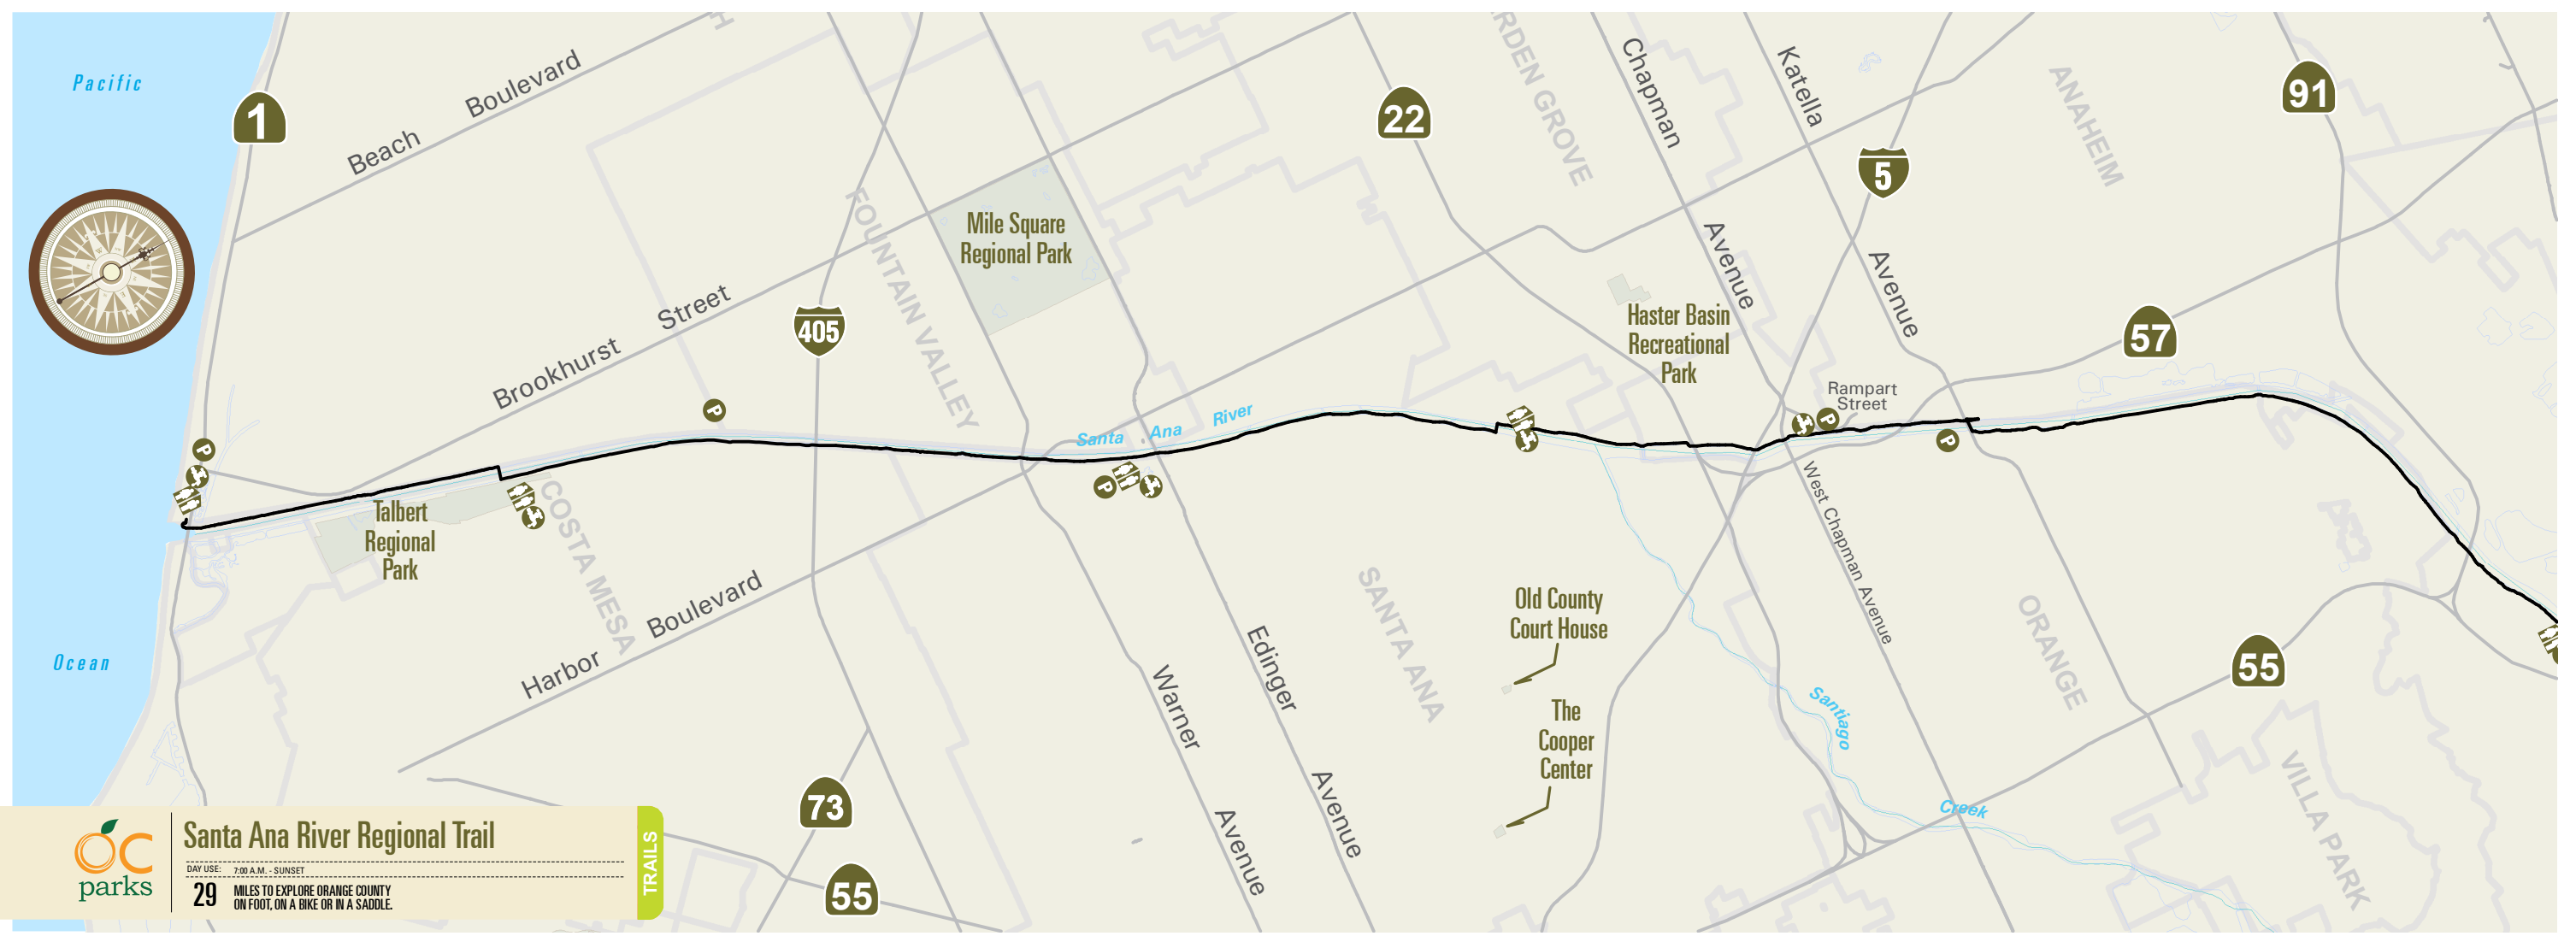 Pacific
Ocean
1
Beach
Boulevard
H
Brookhurst
Street
405
FOUNTAIN VALLEY
Mile Square
Regional Park
22
RDEN GROVE
Chapman
Avenue
Katella
Avenue
5
ANAHEIM
91
57
Haster Basin
Recreational
Park
Rampart
Street
P
P
P
P
P
Santa Ana River
Talbert
Regional
Park
COSTA MESA
Harbor
Boulevard
Warner
Avenue
Edinger
Avenue
SANTA ANA
Old County
Court House
The
Cooper
Center
West Chapman Avenue
Santiago
Creek
ORANGE
55
VILLA PARK
73
55
OC
parks
Santa Ana River Regional Trail
DAY USE: 7:00 A.M. - SUNSET
29 MILES TO EXPLORE ORANGE COUNTY
ON FOOT, ON A BIKE OR IN A SADDLE.
TRAILS